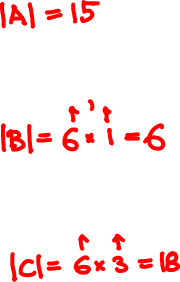 |A| = 15
|B| = 6 × 1 = 6
|C| = 6 × 3 = 18